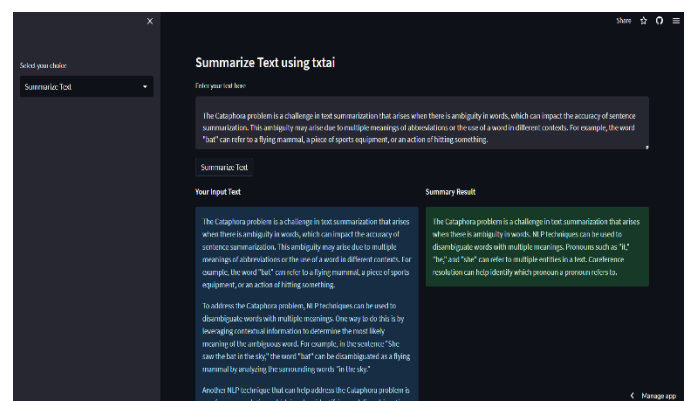 Share
Select your choice
Summarize Text
Summarize Text using txtai
Enter your text here
The Cataphora problem is a challenge in text summarization that arises when there is ambiguity in words, which can impact the accuracy of sentence
summarization. This ambiguity may arise due to multiple meanings of abbreviations or the use of a word in different contexts. For example, the word
"bat" can refer to a flying mammal, a piece of sports equipment, or an action of hitting something.
Summarize Text
Your Input Text
The Cataphora problem is a challenge in text summarization that arises
when there is ambiguity in words, which can impact the accuracy of
sentence summarization. This ambiguity may arise due to multiple
meanings of abbreviations or the use of a word in different contexts. For
example, the word "bat" can refer to a flying mammal, a piece of sports
equipment, or an action of hitting something.
To address the Cataphora problem, NLP techniques can be used to
disambiguate words with multiple meanings. One way to do this is by
leveraging contextual information to determine the most likely
meaning of the ambiguous word. For example, in the sentence "She
saw the bat in the sky," the word "bat" can be disambiguated as a flying
mammal by analyzing the surrounding words "in the sky."
Another NLP technique that can help address the Cataphora problem is
Summary Result
The Cataphora problem is a challenge in text summarization that arises
when there is ambiguity in words. NLP techniques can be used to
disambiguate words with multiple meanings. Pronouns such as "it,"
"he," and "she" can refer to multiple entities in a text. Coreference
resolution can help identify which pronoun a pronoun refers to.
Manage app